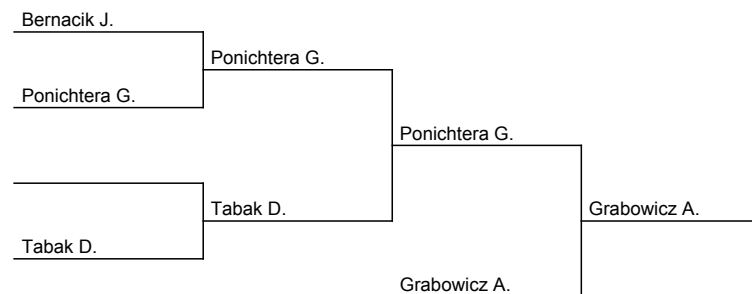 Bernacik J.
Ponichtera G.
Ponichtera G.
Ponichtera G.
Tabak D.
Grabowicz A.
Tabak D.
Grabowicz A.